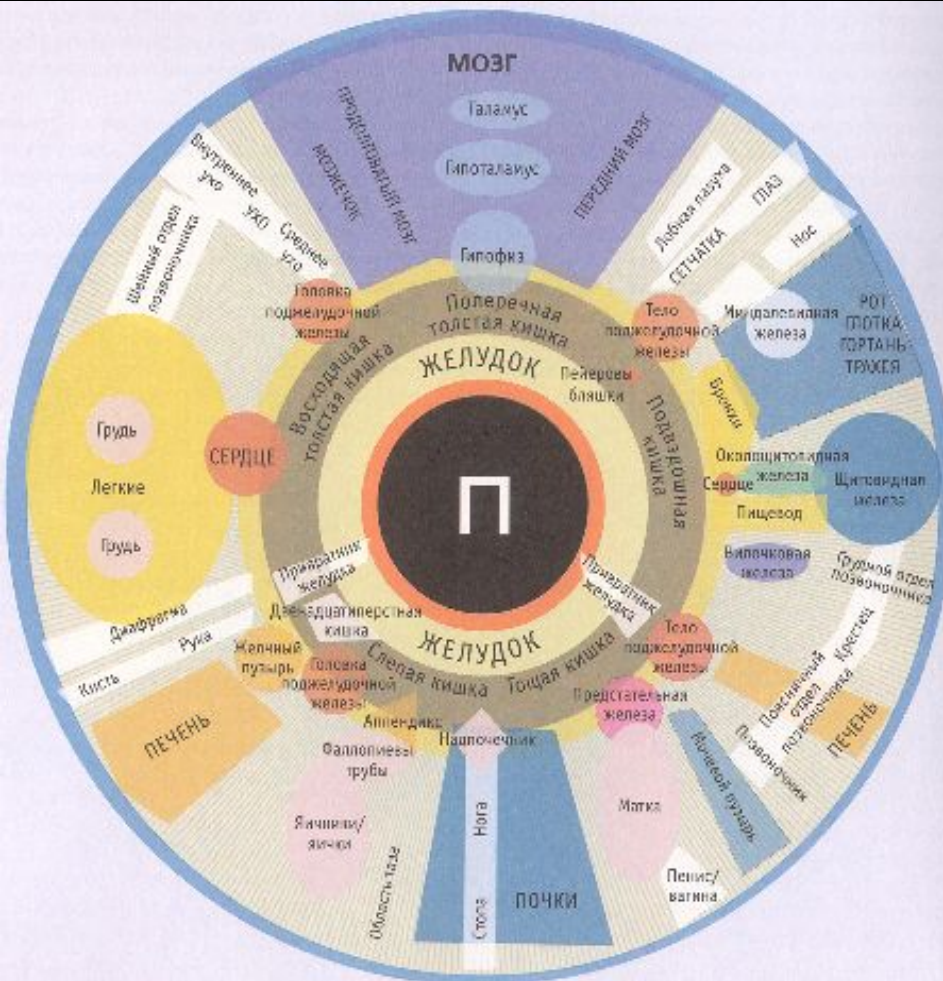 МОЗГ
Таламус
ПРОДОЛГОВАТЫЙ МОЗГ
МОЗЖЕЧОК
Гипоталамус
ПЕРЕДНИЙ МОЗГ
Гипофиз
Внутреннее
ухо
УХО
Среднее
ухо
Шейный отдел
позвоночника
Лобная пазуха
СЕТЧАТКА
ГЛАЗ
Нос
Головка
поджелудочной
железы
Поперечная
толстая кишка
Тело
поджелудочной
железы
Миндалевидная
железа
РОТ
ГЛОТКА
ГОРТАНЬ
ТРАХЕЯ
Восходящая
толстая кишка
ЖЕЛУДОК
Пейеровы
бляшки
Подвздошная
кишка
Бронхи
Грудь
Легкие
Грудь
СЕРДЦЕ
П
Околощитовидная
железа
Сердце
Щитовидная
железа
Пищевод
Вилочковая
железа
Грудной отдел
позвоночника
Диафрагма
Рука
Кисть
Привратник
желудка
Двенадцатиперстная
кишка
Привратник
желудка
ЖЕЛУДОК
Желчный
пузырь
Головка
поджелудочной
железы
Слепая кишка
Тощая кишка
Тело
поджелудочной
железы
Крестец
Поясничный
отдел
позвоночника
Позвоночник
ПЕЧЕНЬ
ПЕЧЕНЬ
Аппендикс
Надпочечник
Предстательная
железа
Фаллопиевы
трубы
Яичники/
яички
Область таза
Нога
Стопа
ПОЧКИ
Матка
Мочевой пузырь
Пенис/
вагина